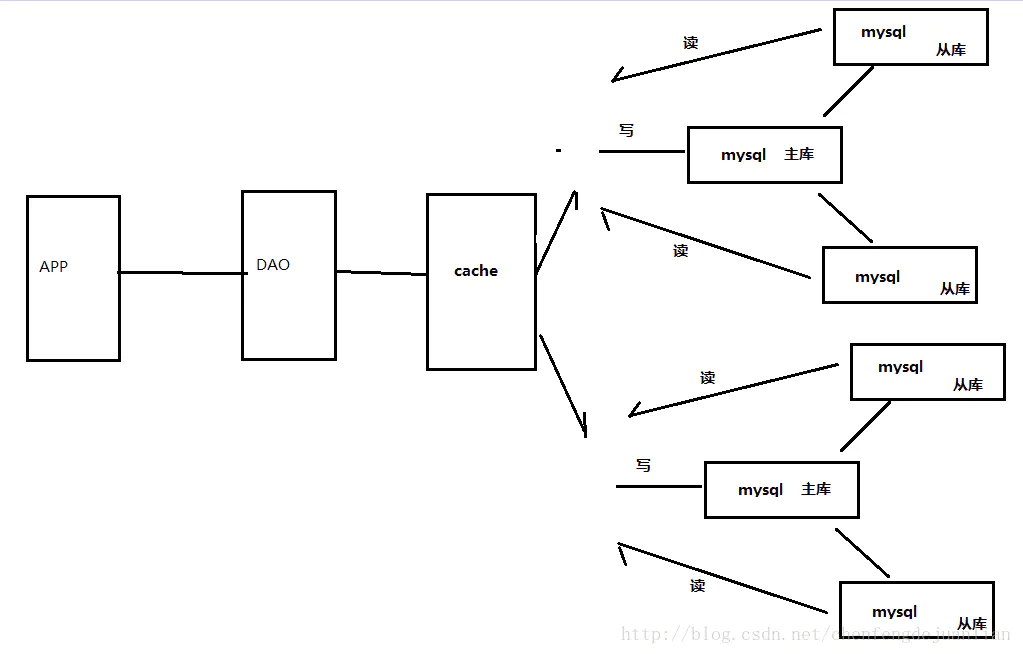 读
mysql
从库
写
mysql 主库
APP
DAO
cache
读
mysql
从库
读
mysql
从库
写
mysql 主库
读
mysql
从库
http://blog.csdn.net/chenfengdejuanlian